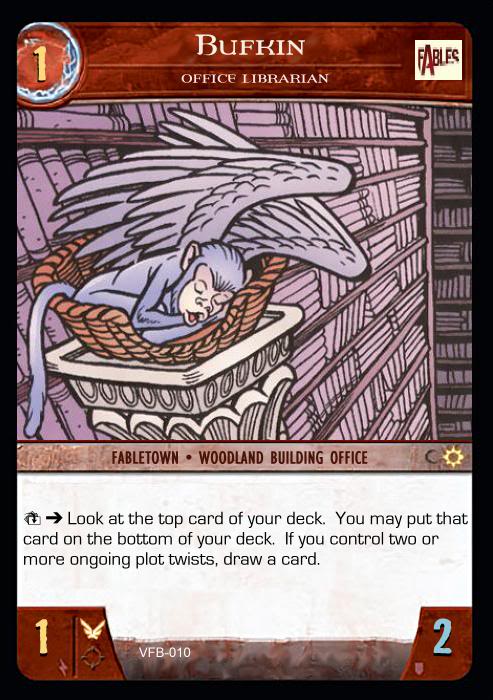 1
BUFKIN
OFFICE LIBRARIAN
FABLES
FABLETOWN • WOODLAND BUILDING OFFICE
➔ Look at the top card of your deck. You may put that
card on the bottom of your deck. If you control two or
more ongoing plot twists, draw a card.
1
VFB-010
2